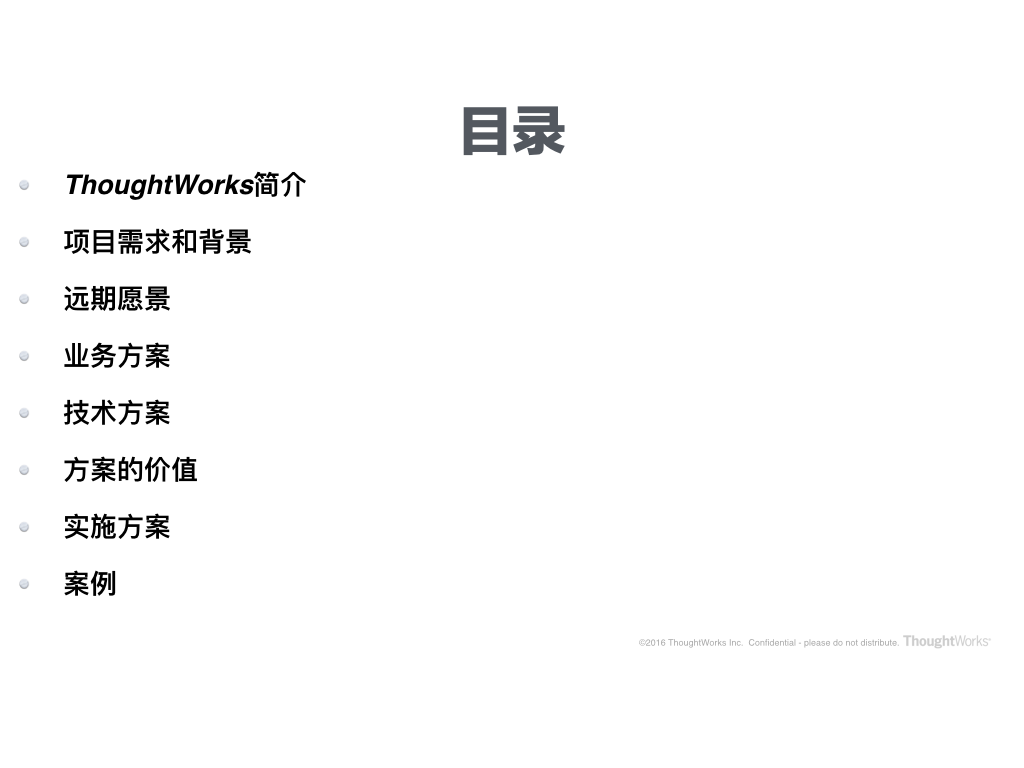 目录
ThoughtWorks简介
项目需求和背景
远期愿景
业务方案
技术方案
方案的价值
实施方案
案例
©2016 ThoughtWorks Inc. Confidential - please do not distribute. ThoughtWorks®